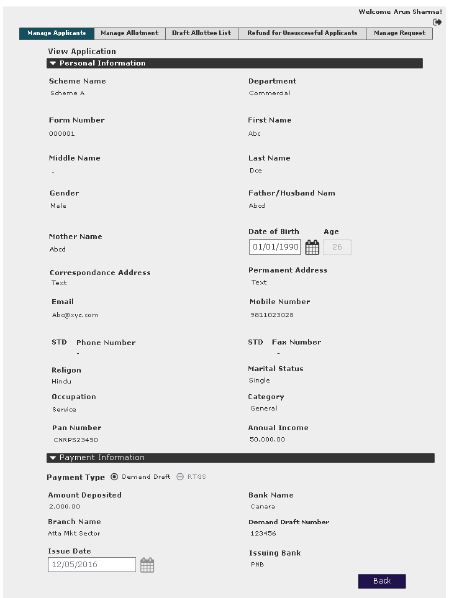 Welcome Arun Sharma!
Manage Applicants Manage Allotment Draft Allottee List Refund for Unsuccessful Applicants Manage Request
View Application
Personal Information
Scheme Name Department
Scheme A Commercial
Form Number First Name
000001 Abc
Middle Name Last Name
- Dce
Gender Father/Husband Nam
Male Abcd
Mother Name Date of Birth Age
Abcd 01/01/1990 26
Correspondance Address Permanent Address
Text Text
Email Mobile Number
Abc@xyc.com 9811023028
STD Phone Number STD Fax Number
- -
Religon Marital Status
Hindu Single
Occupation Category
Service General
Pan Number Annual Income
50,000.00
Payment Information
Payment Type Demand Draft RTGS
Amount Deposited Bank Name
2,000.00 Canara
Branch Name Demand Draft Number
Atta Mkt Sector 123456
Issue Date Issuing Bank
12/05/2016 PNB
Back